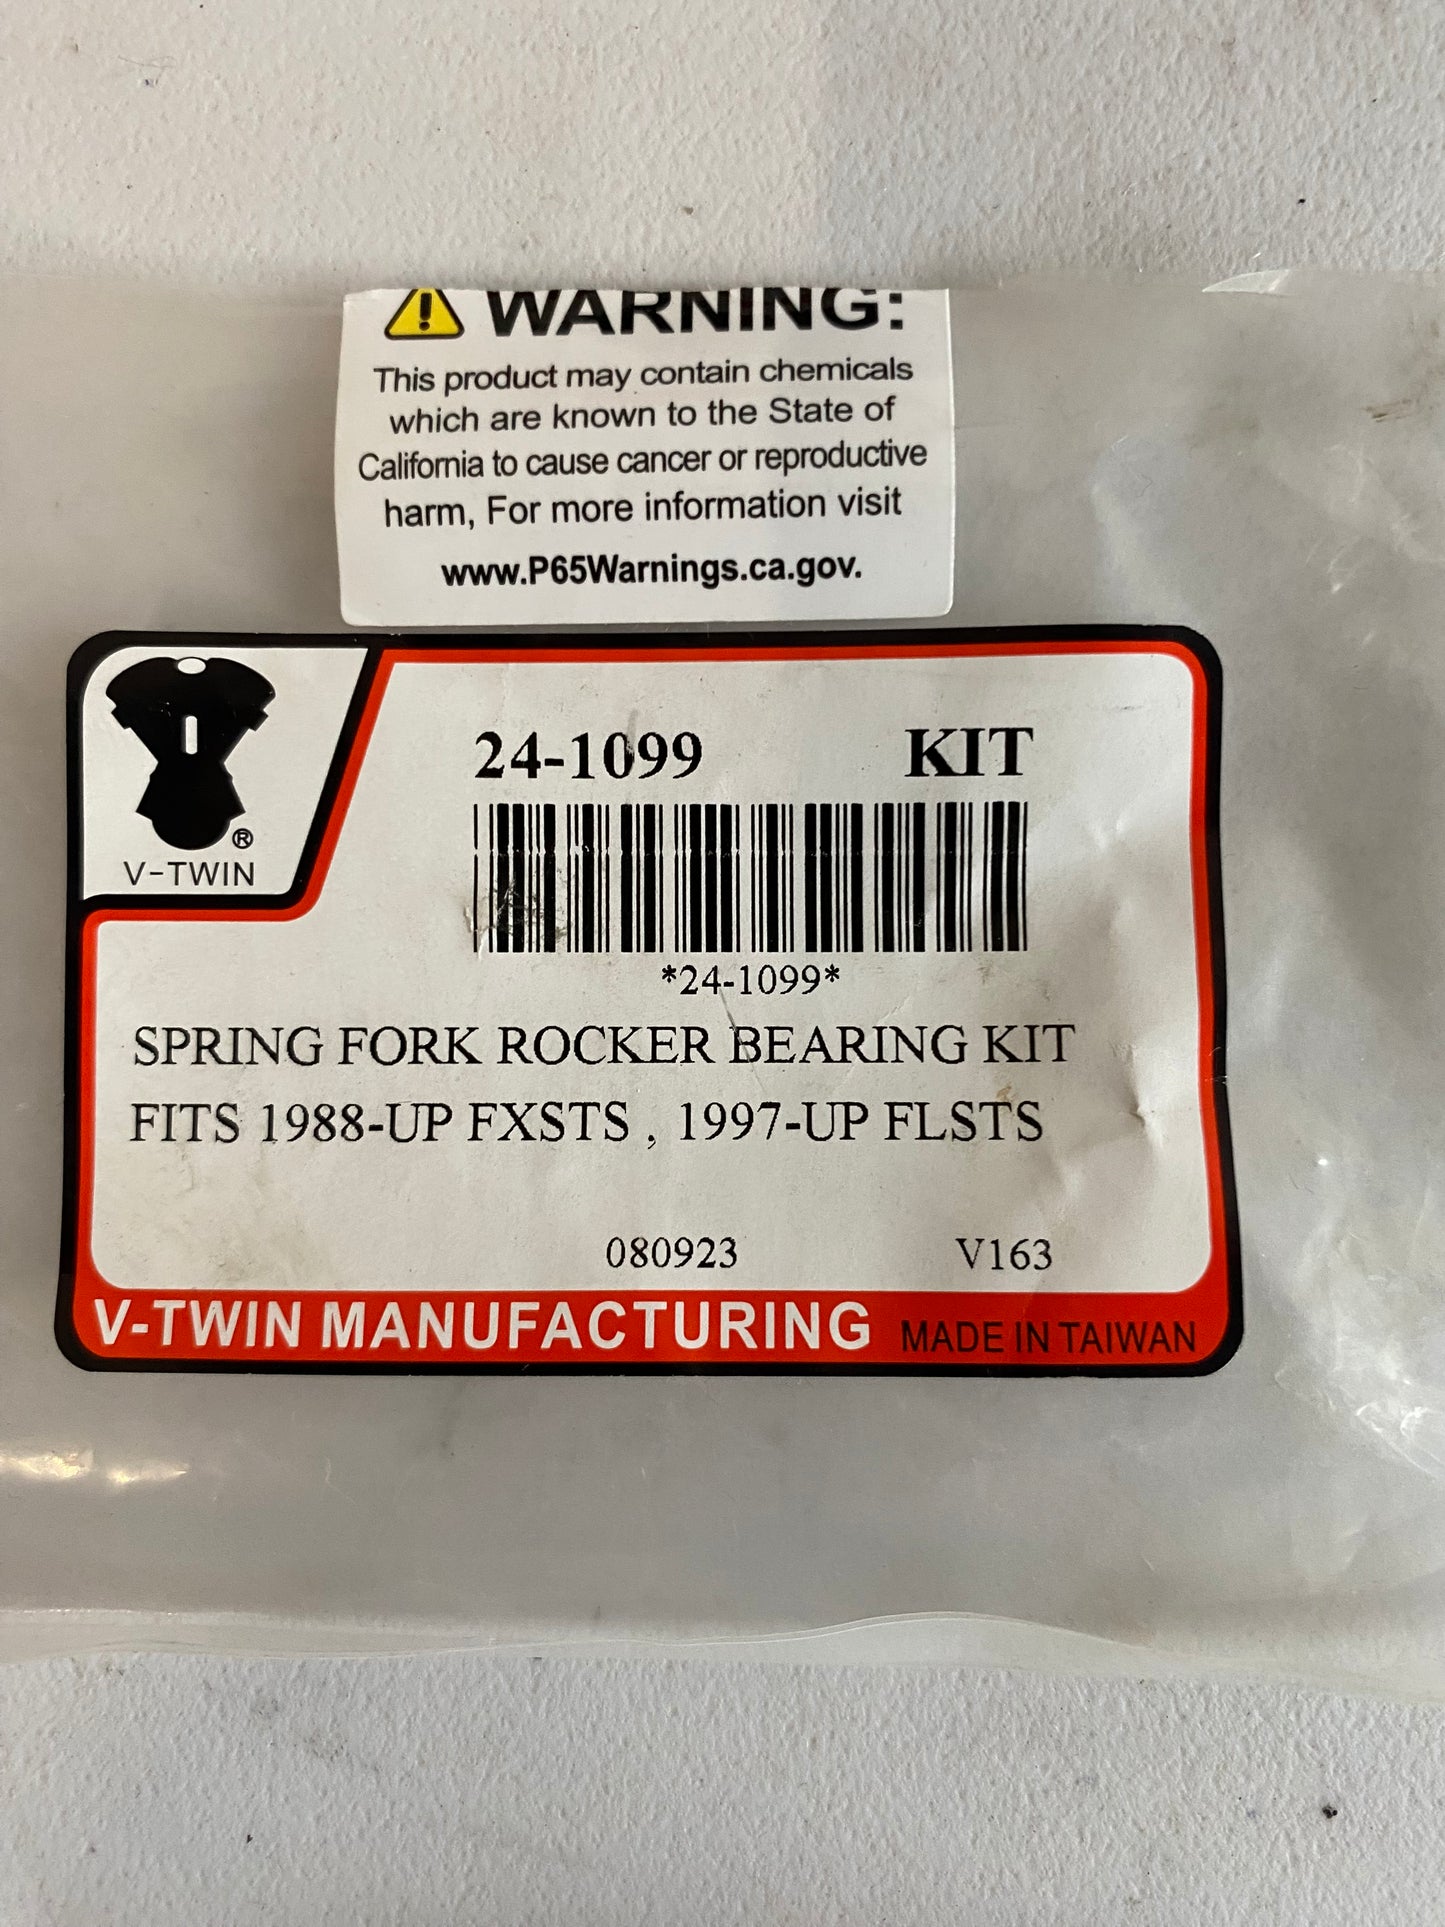 WARNING:
This product may contain chemicals
which are known to the State of
California to cause cancer or reproductive
harm, For more information visit
www.P65Warnings.ca.gov.
®
V-TWIN
24-1099 KIT
*24-1099*
SPRING FORK ROCKER BEARING KIT
FITS 1988-UP FXSTS , 1997-UP FLSTS
080923 V163
V-TWIN MANUFACTURING MADE IN TAIWAN